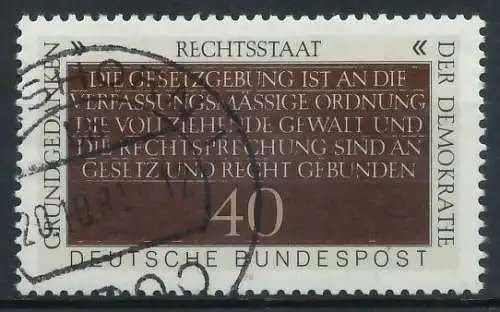 » RECHTSSTAAT «
GRUNDGEDANKEN
DER DEMOKRATIE
DIE GESETZGEBUNG IST AN DIE
VERFASSUNGSMÄSSIGE ORDNUNG,
DIE VOLLZIEHENDE GEWALT UND
DIE RECHTSPRECHUNG SIND AN
GESETZ UND RECHT GEBUNDEN
40
DEUTSCHE BUNDESPOST